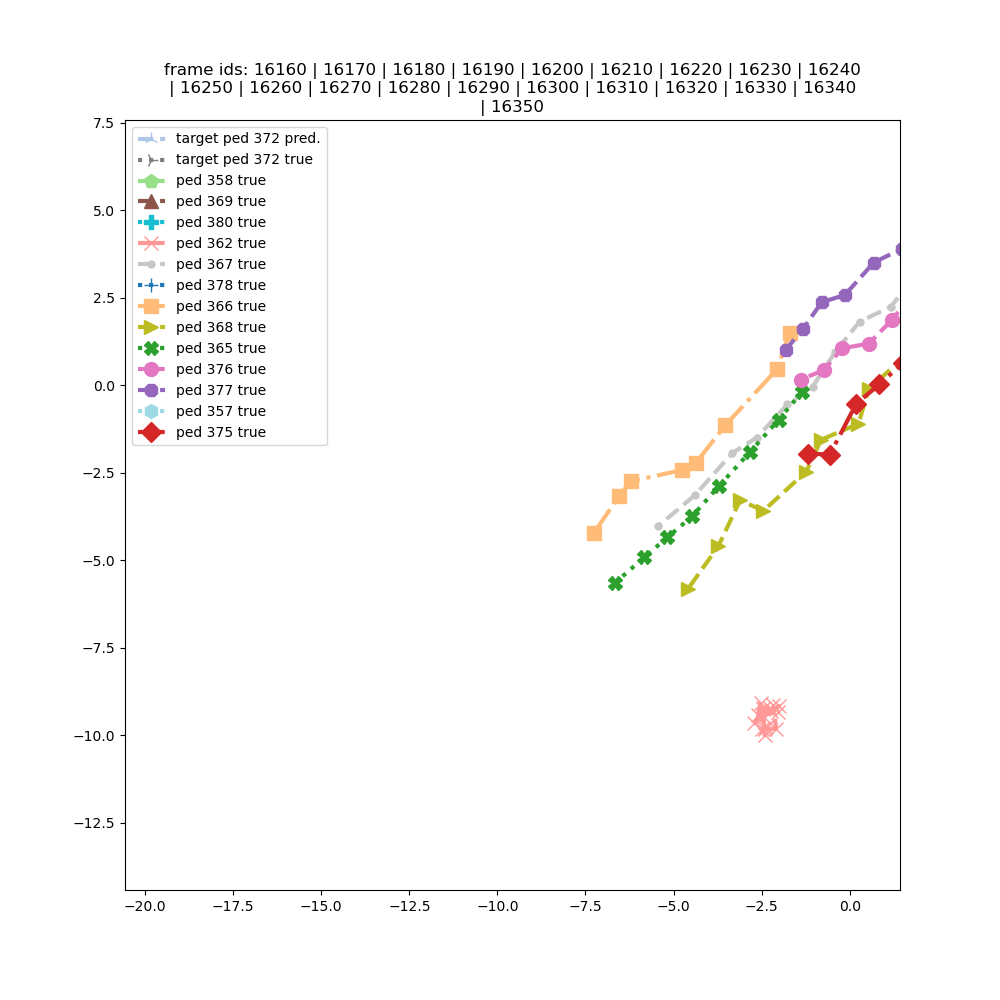 frame ids: 16160 | 16170 | 16180 | 16190 | 16200 | 16210 | 16220 | 16230 | 16240
| 16250 | 16260 | 16270 | 16280 | 16290 | 16300 | 16310 | 16320 | 16330 | 16340
| 16350
7.5
5.0
2.5
0.0
−2.5
−5.0
−7.5
−10.0
−12.5
target ped 372 pred.
target ped 372 true
ped 358 true
ped 369 true
ped 380 true
ped 362 true
ped 367 true
ped 378 true
ped 366 true
ped 368 true
ped 365 true
ped 376 true
ped 377 true
ped 357 true
ped 375 true
−20.0 −17.5 −15.0 −12.5 −10.0 −7.5 −5.0 −2.5 0.0